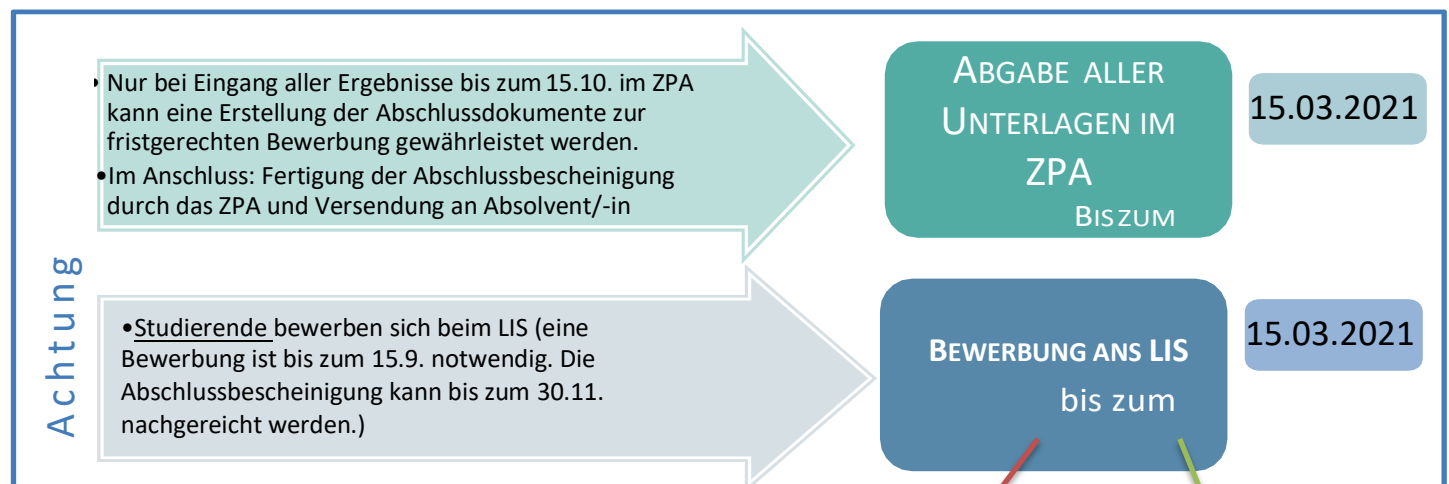 • Nur bei Eingang aller Ergebnisse bis zum 15.10. im ZPA
kann eine Erstellung der Abschlussdokumente zur
fristgerechten Bewerbung gewährleistet werden.
•Im Anschluss: Fertigung der Abschlussbescheinigung
durch das ZPA und Versendung an Absolvent/-in
ABGABE ALLER
UNTERLAGEN IM
ZPA
BIS ZUM
15.03.2021
Achtung
•Studierende bewerben sich beim LIS (eine
Bewerbung ist bis zum 15.9. notwendig. Die
Abschlussbescheinigung kann bis zum 30.11.
nachgereicht werden.)
BEWERBUNG ANS LIS
bis zum
15.03.2021